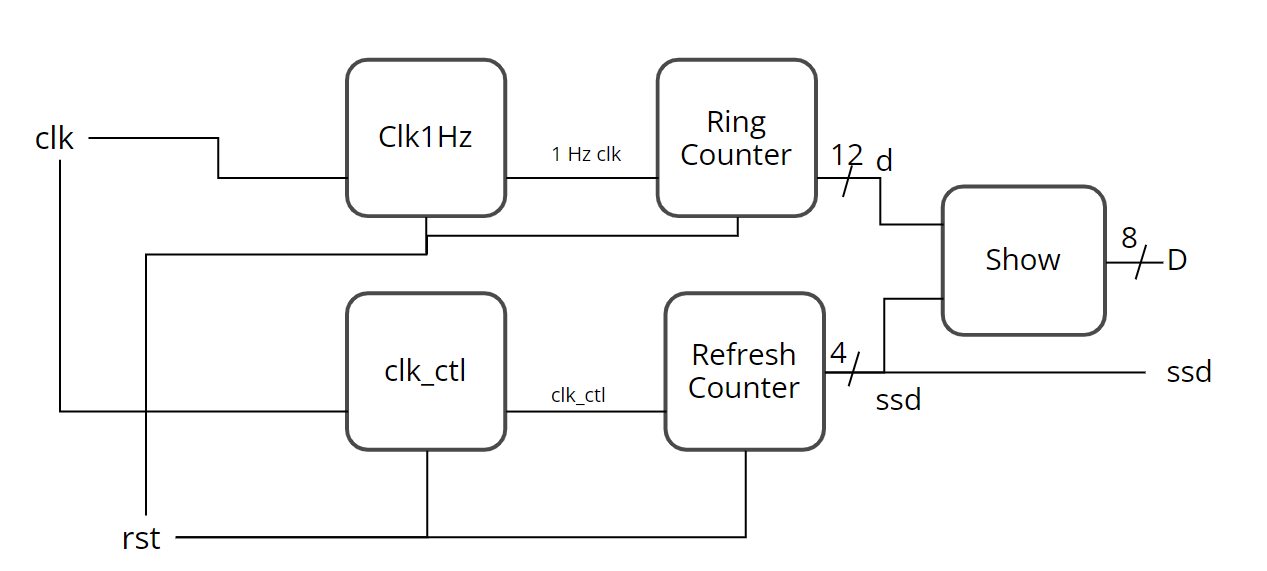 clk
Clk1Hz
1 Hz clk
Ring
Counter
12
d
Show
8
D
clk_ctl
clk_ctl
Refresh
Counter
4
ssd
ssd
rst